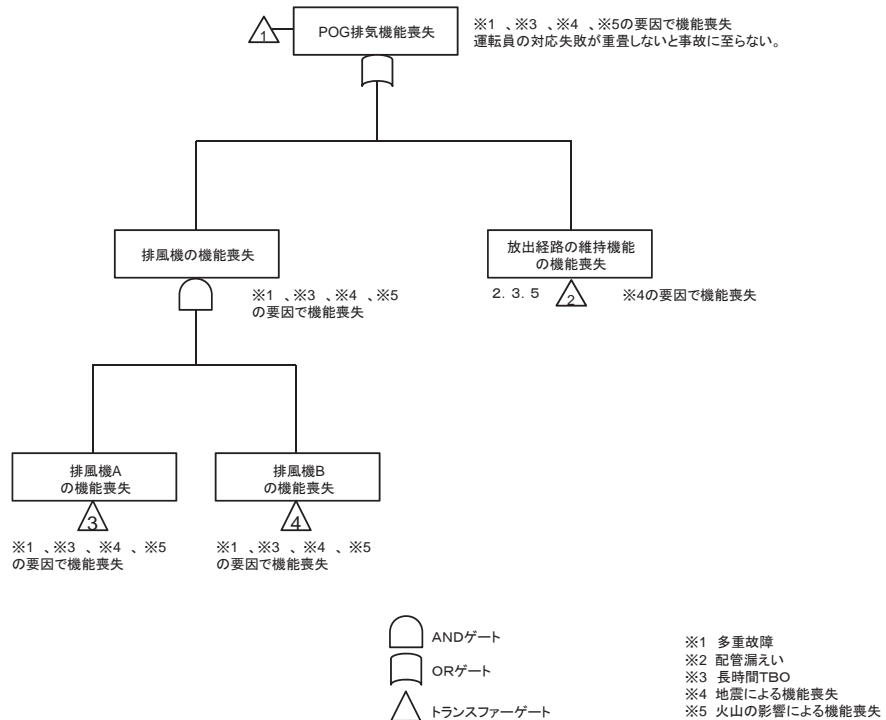 1
POG排気機能喪失
※1 、※3 、※4 、※5の要因で機能喪失
運転員の対応失敗が重畳しないと事故に至らない。
排風機の機能喪失
※1 、※3 、※4 、※5
の要因で機能喪失
放出経路の維持機能
の機能喪失
2. 3. 5
2
※4の要因で機能喪失
排風機A
の機能喪失
3
※1 、※3 、※4 、※5
の要因で機能喪失
排風機B
の機能喪失
4
※1 、※3 、※4 、※5
の要因で機能喪失
ANDゲート
ORゲート
トランスファーゲート
※1 多重故障
※2 配管漏えい
※3 長時間TBO
※4 地震による機能喪失
※5 火山の影響による機能喪失